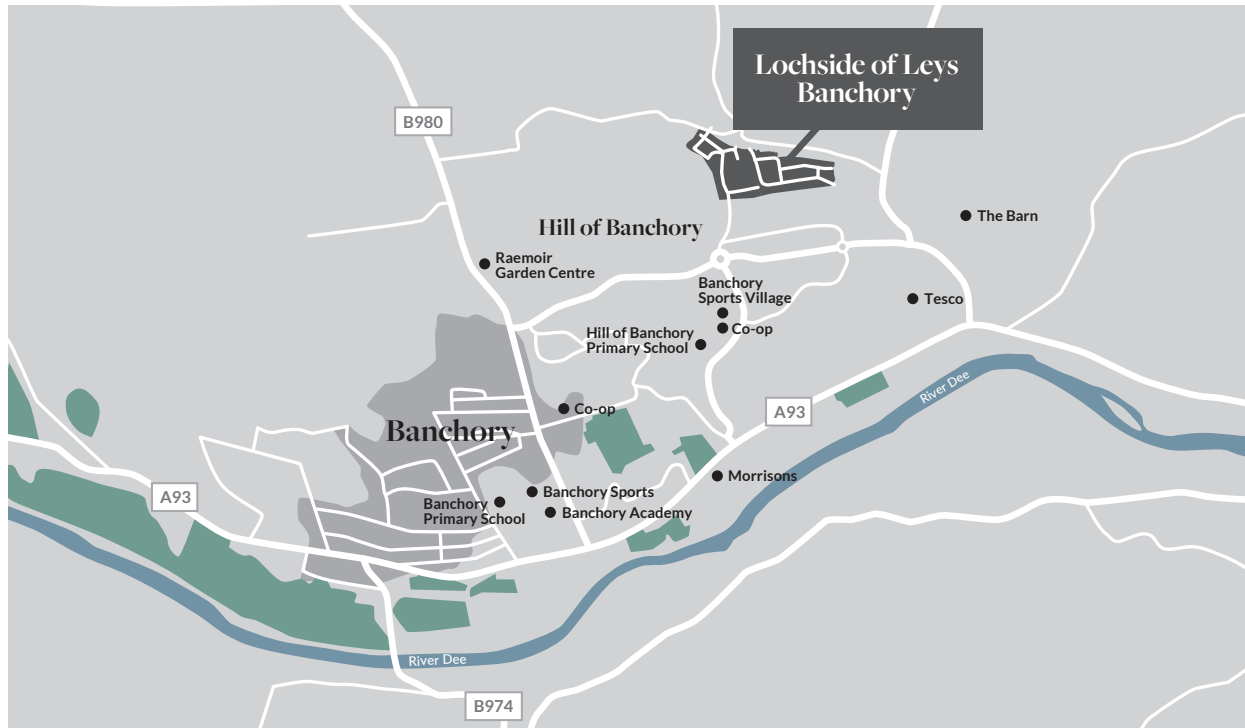 Lochside of Leys
Banchory
B980
The Barn
Hill of Banchory
Raemoir
Garden Centre
Banchory
Sports Village
Tesco
Co-op
Hill of Banchory
Primary School
River Dee
Co-op
A93
Banchory
Morrisons
A93
Banchory Sports
Banchory
Primary School
Banchory Academy
River Dee
B974